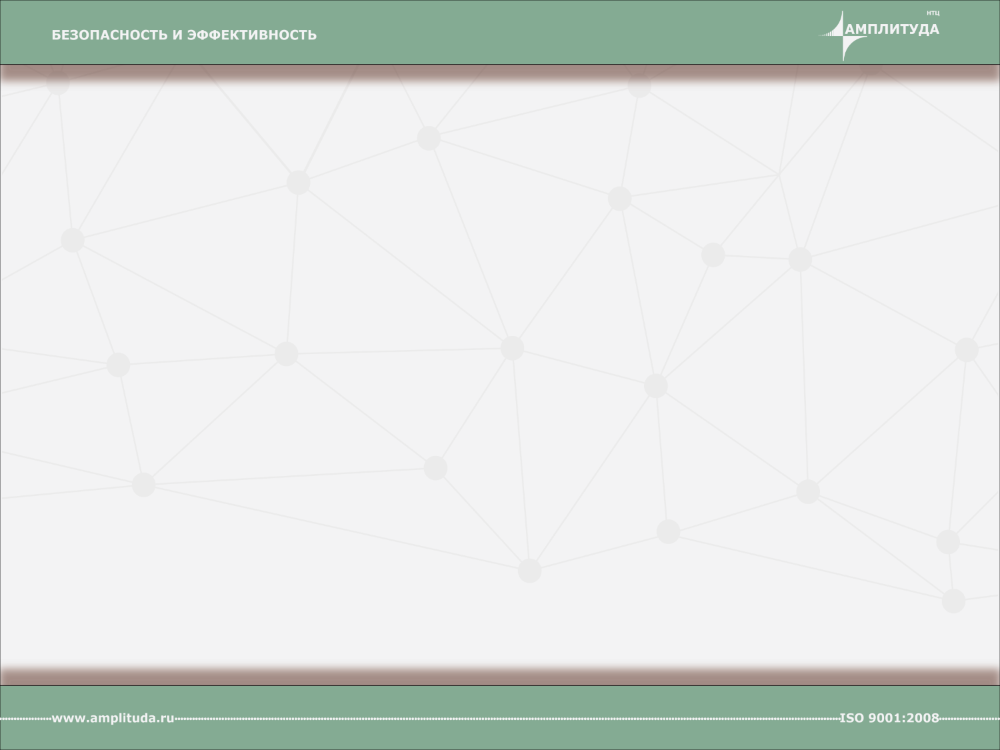 БЕЗОПАСНОСТЬ И ЭФФЕКТИВНОСТЬ
НТЦ
АМПЛИТУДА
www.amplituda.ru
ISO 9001:2008